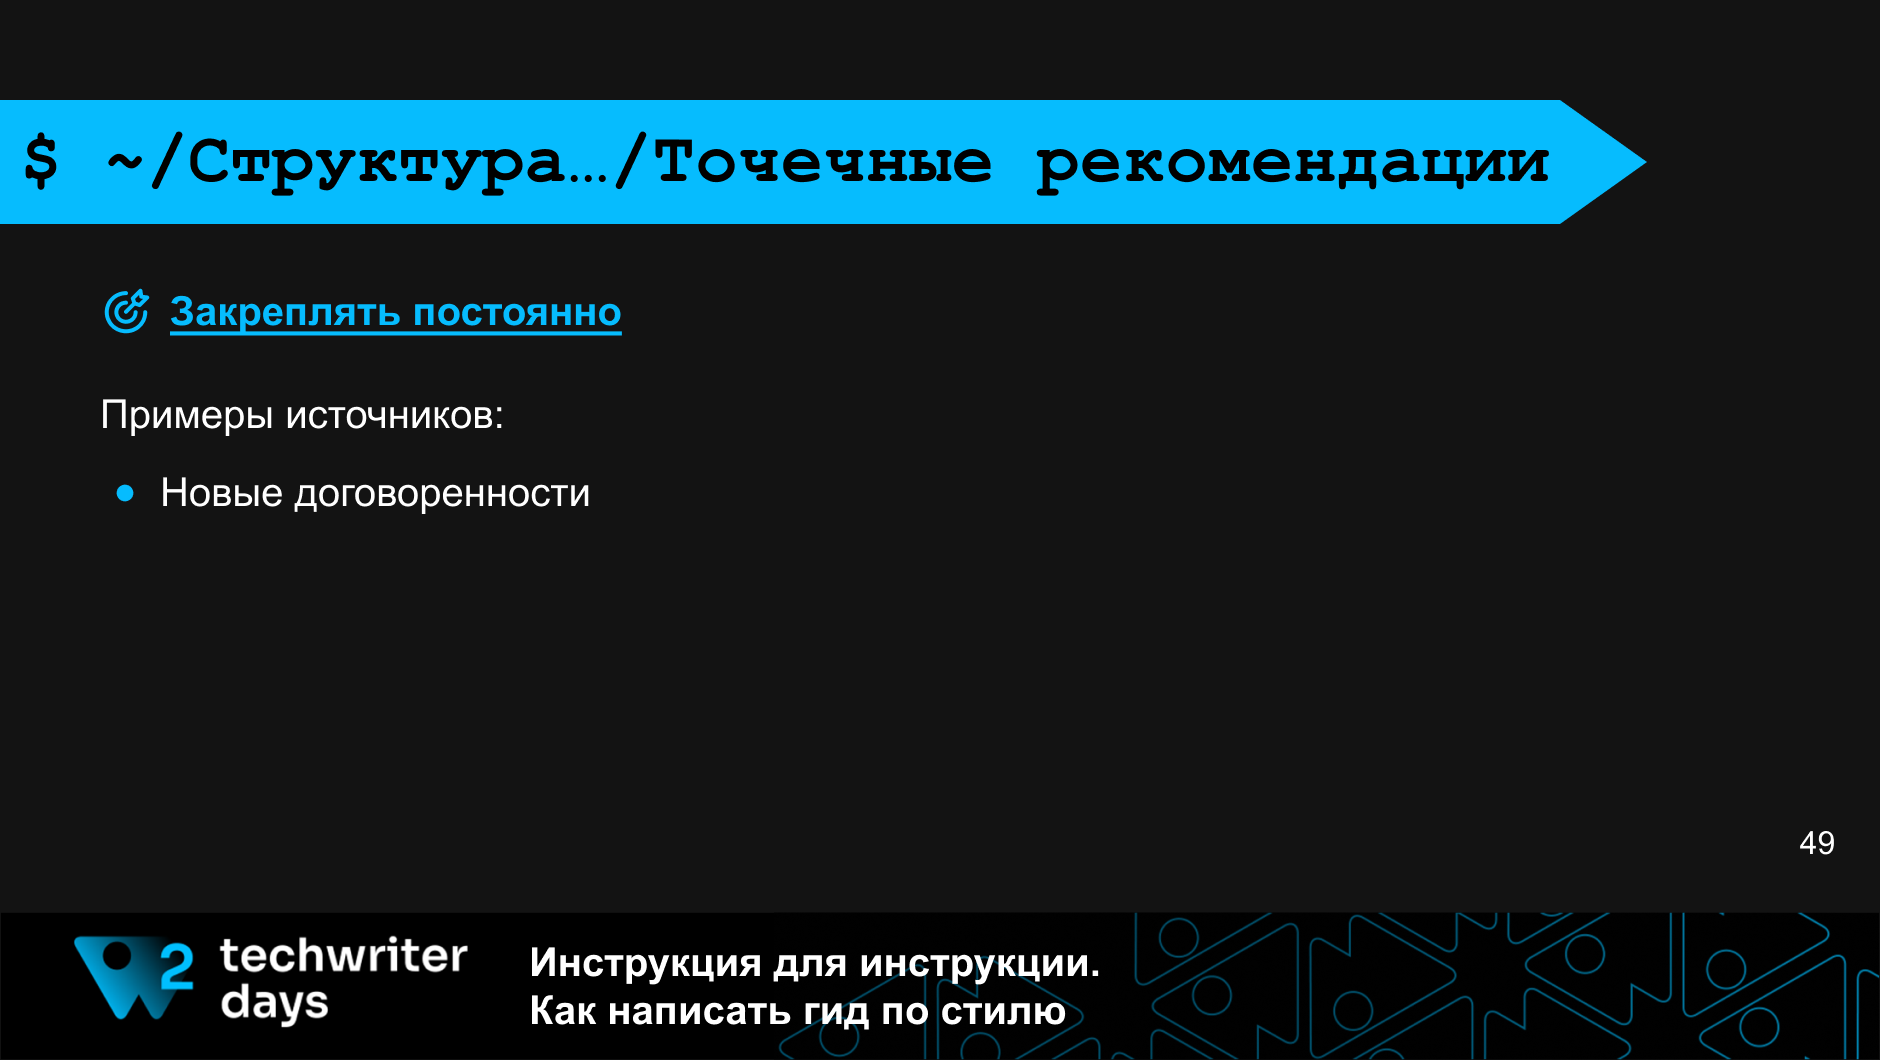 $ ~/Структура…/Точечные рекомендации
Закреплять постоянно
Примеры источников:
● Новые договоренности
49
2 techwriter
days
Инструкция для инструкции.
Как написать гид по стилю